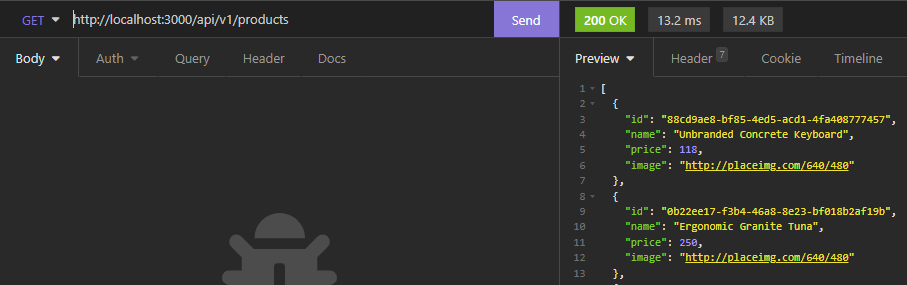 GET http://localhost:3000/api/v1/products Send 200 OK 13.2 ms 12.4 KB
Body Auth Query Header Docs Preview Header 7 Cookie Timeline
1 [
2 {
3 "id": "88cd9ae8-bf85-4ed5-acd1-4fa408777457",
4 "name": "Unbranded Concrete Keyboard",
5 "price": 118,
6 "image": "http://placeimg.com/640/480"
7 },
8 {
9 "id": "0b22ee17-f3b4-46a8-8e23-bf018b2af19b",
10 "name": "Ergonomic Granite Tuna",
11 "price": 250,
12 "image": "http://placeimg.com/640/480"
13 },